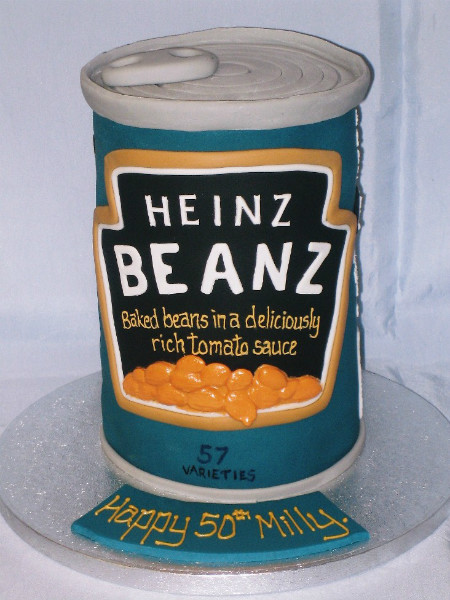 HEINZ
BEANZ
Baked beans in a deliciously
rich tomato sauce
57
VARIETIES
Happy 50th Milly.